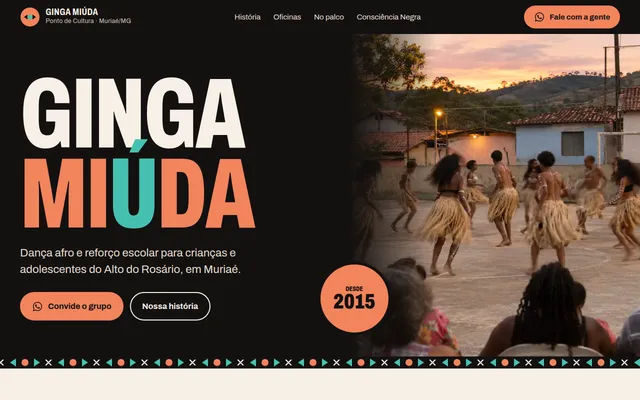 GINGA MIÚDA
Ponto de Cultura · Muriaé/MG
História
Oficinas
No palco
Consciência Negra
Fale com a gente
GINGA
MIÚDA
Dança afro e reforço escolar para crianças e
adolescentes do Alto do Rosário, em Muriaé.
Convide o grupo
Nossa história
DESDE
2015